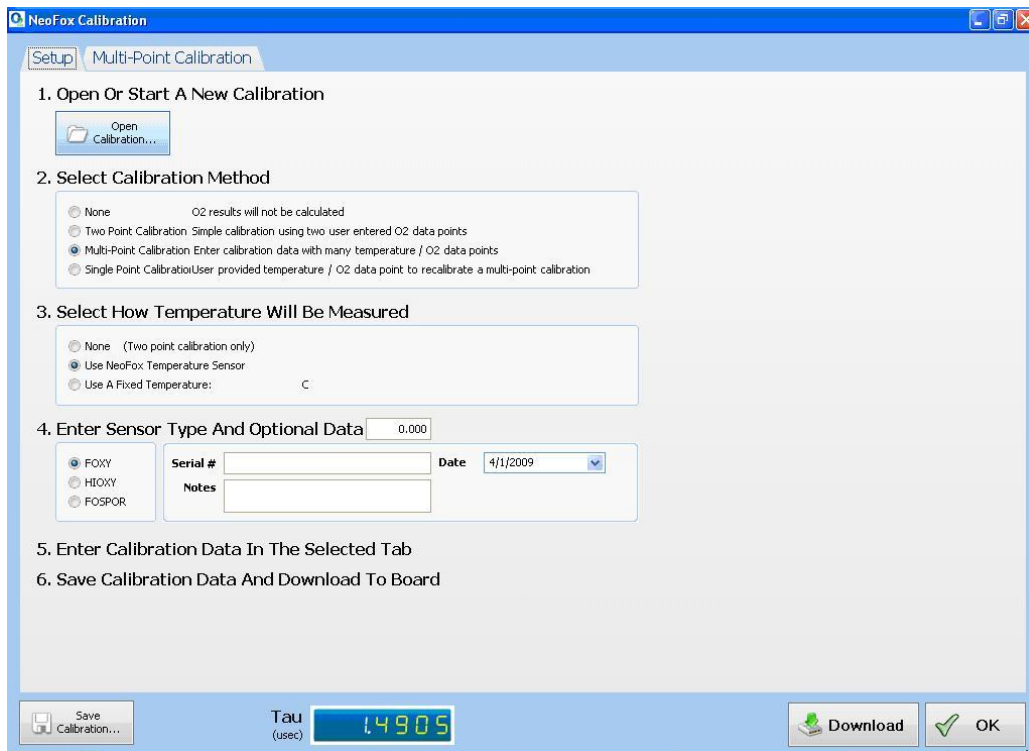 NeoFox Calibration
Setup Multi-Point Calibration
1. Open Or Start A New Calibration
Open
Calibration...
2. Select Calibration Method
None O2 results will not be calculated
Two Point Calibration Simple calibration using two user entered O2 data points
Multi-Point Calibration Enter calibration data with many temperature / O2 data points
Single Point Calibration User provided temperature / O2 data point to recalibrate a multi-point calibration
3. Select How Temperature Will Be Measured
None (Two point calibration only)
Use NeoFox Temperature Sensor
Use A Fixed Temperature: C
4. Enter Sensor Type And Optional Data 0.000
FOXY Serial # Date 4/1/2009
HIOXY Notes
FOSPOR
5. Enter Calibration Data In The Selected Tab
6. Save Calibration Data And Download To Board
Save
Calibration...
Tau
(usec)
1.4905
Download
OK